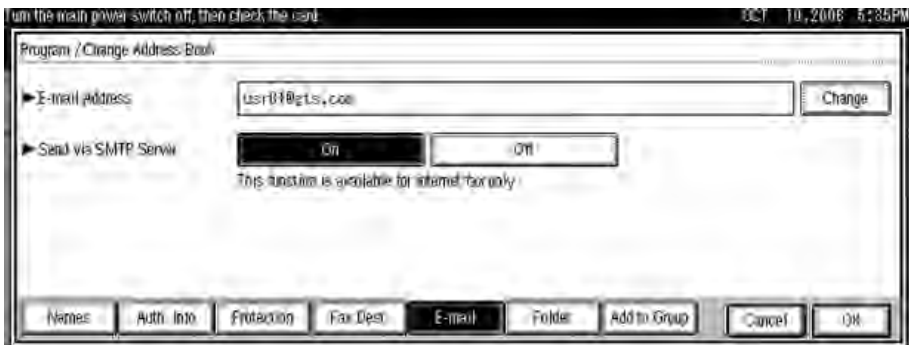 Turn the main power switch off, then check the card. OCT 10,2006 5:35PM
Program / Change Address Book
►E-mail Address usr01@gts.com Change
►Send via SMTP Server On Off
This function is available for internet fax only
Names Auth. Info Protection Fax Dest. E-mail Folder Add to Group Cancel OK